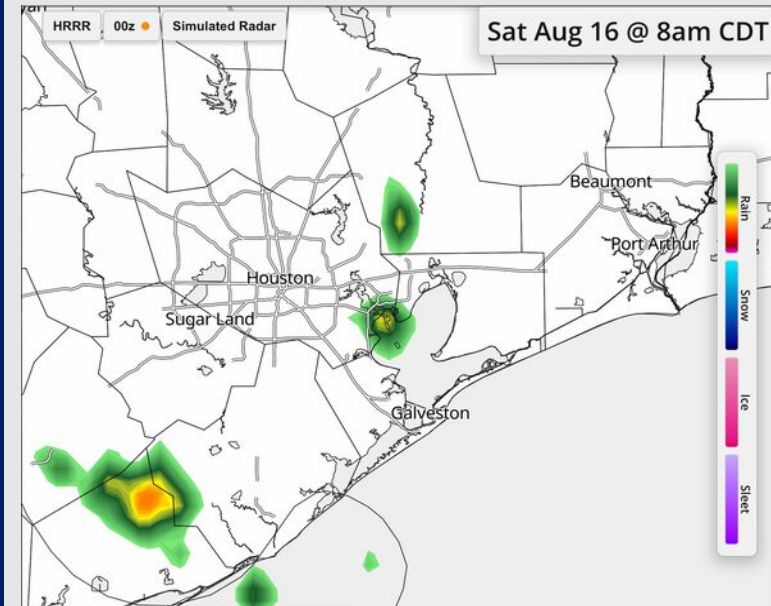 HRRR 00z Simulated Radar
Sat Aug 16 @ 8am CDT
Beaumont
Port Arthur
Houston
Sugar Land
Galveston
Rain
Snow
Ice
Sleet